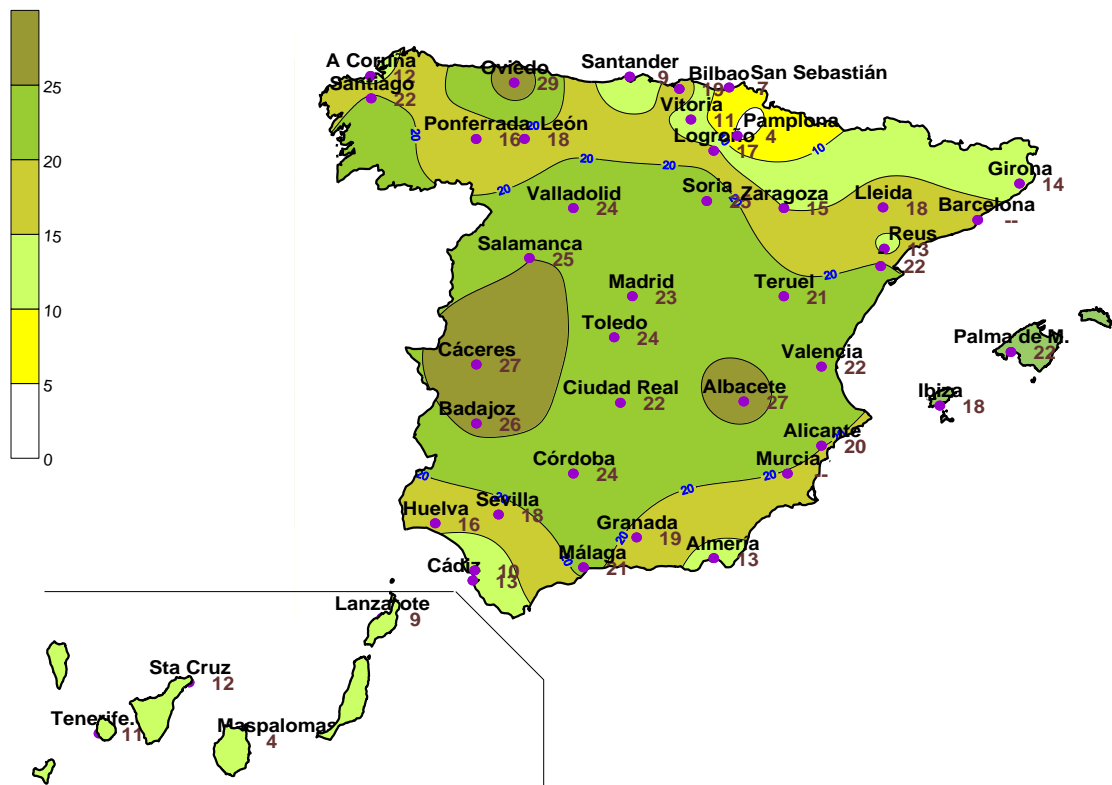 25
20
15
10
5
0
A Coruña
12
Santiago
22
Oviedo
29
Santander
9
Bilbao
19
San Sebastián
7
Vitoria
11
Pamplona
4
Logroño
17
Ponferrada
16
León
18
20
20
20
20
20
10
Girona
14
Valladolid
24
Soria
25
Zaragoza
15
Lleida
18
Barcelona
--
Reus
13
22
20
Salamanca
25
Madrid
23
Teruel
21
Toledo
24
Cáceres
27
Ciudad Real
22
Albacete
27
Valencia
22
Palma de M.
22
Ibiza
18
Badajoz
26
Alicante
20
Murcia
--
Córdoba
24
20
20
20
20
20
Huelva
16
Sevilla
18
Granada
19
Almería
13
Málaga
21
20
Cádiz
10
13
Lanzarote
9
Sta Cruz
12
Tenerife.
11
Maspalomas
4